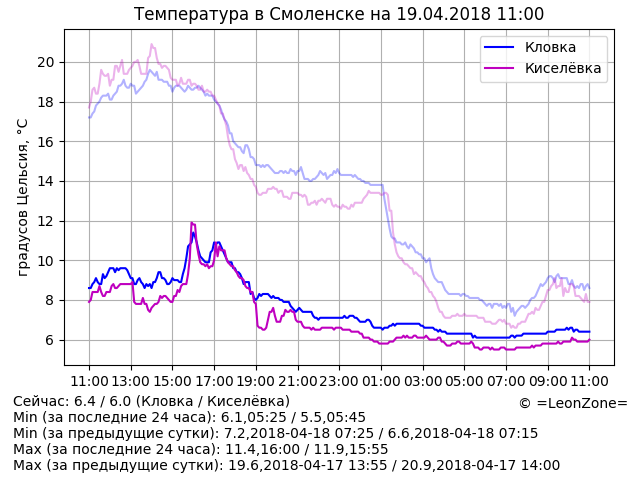 Температура в Смоленске на 19.04.2018 11:00
Кловка
Киселёвка
градусов Цельсия, °C
20
18
16
14
12
10
8
6
11:00 13:00 15:00 17:00 19:00 21:00 23:00 01:00 03:00 05:00 07:00 09:00 11:00
Сейчас: 6.4 / 6.0 (Кловка / Киселёвка)
© =LeonZone=
Min (за последние 24 часа): 6.1,05:25 / 5.5,05:45
Min (за предыдущие сутки): 7.2,2018-04-18 07:25 / 6.6,2018-04-18 07:15
Max (за последние 24 часа): 11.4,16:00 / 11.9,15:55
Max (за предыдущие сутки): 19.6,2018-04-17 13:55 / 20.9,2018-04-17 14:00